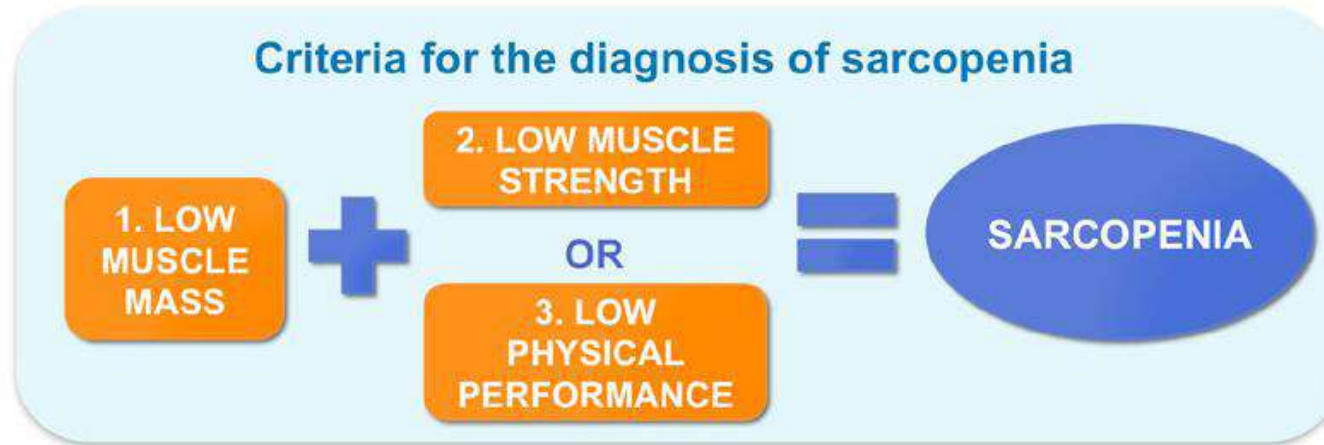 Criteria for the diagnosis of sarcopenia
1. LOW
MUSCLE
MASS
2. LOW MUSCLE
STRENGTH
OR
3. LOW
PHYSICAL
PERFORMANCE
SARCOPENIA